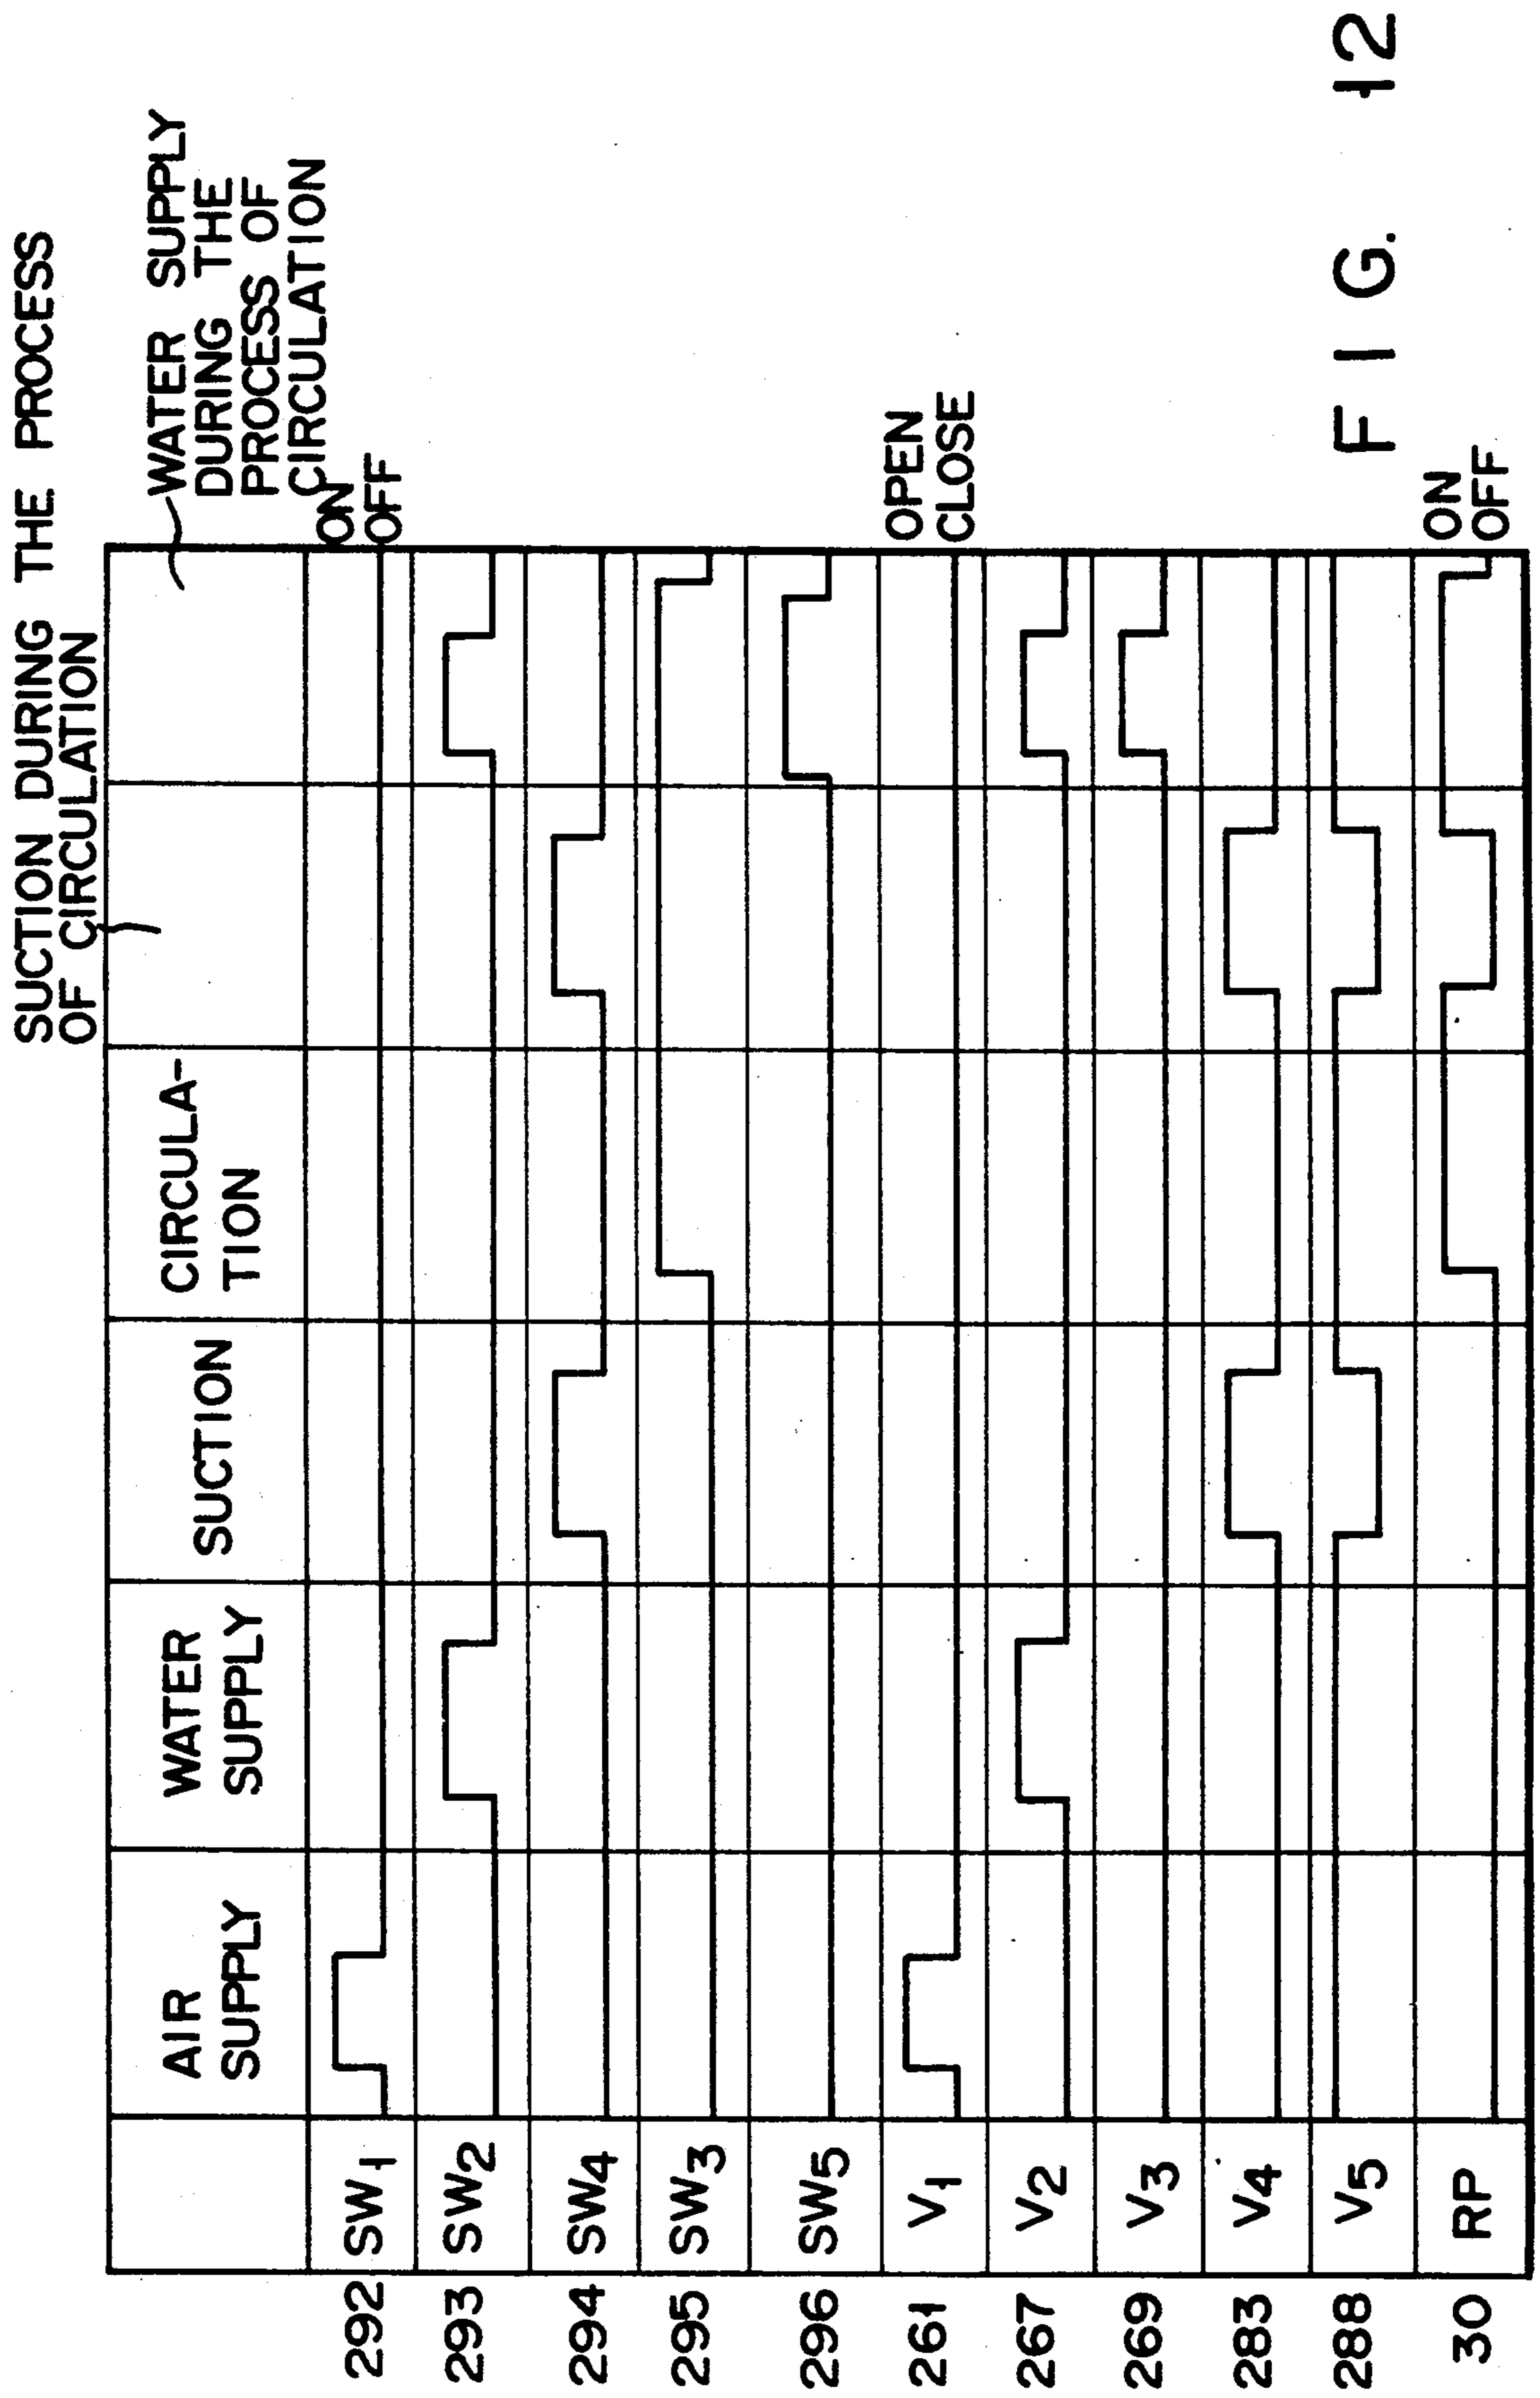 SUCTION DURING THE PROCESS
OF CIRCULATION
WATER SUPPLY
DURING THE
PROCESS OF
CIRCULATION
AIR
SUPPLY
WATER
SUPPLY
SUCTION
CIRCULA-
TION
292 SW1 ON
OFF
293 SW2
294 SW4
295 SW3
296 SW5
261 V1 OPEN
CLOSE
267 V2
269 V3
283 V4
288 V5
30 RP ON
OFF
FIG. 12